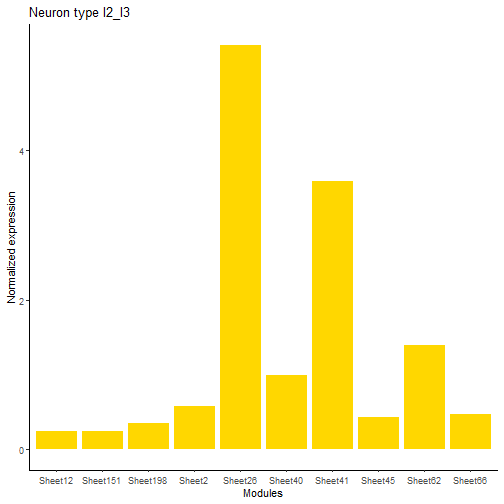 Neuron type I2_I3
Normalized expression
4
2
0
Sheet12 Sheet151 Sheet198 Sheet2 Sheet26 Sheet40 Sheet41 Sheet45 Sheet62 Sheet66
Modules